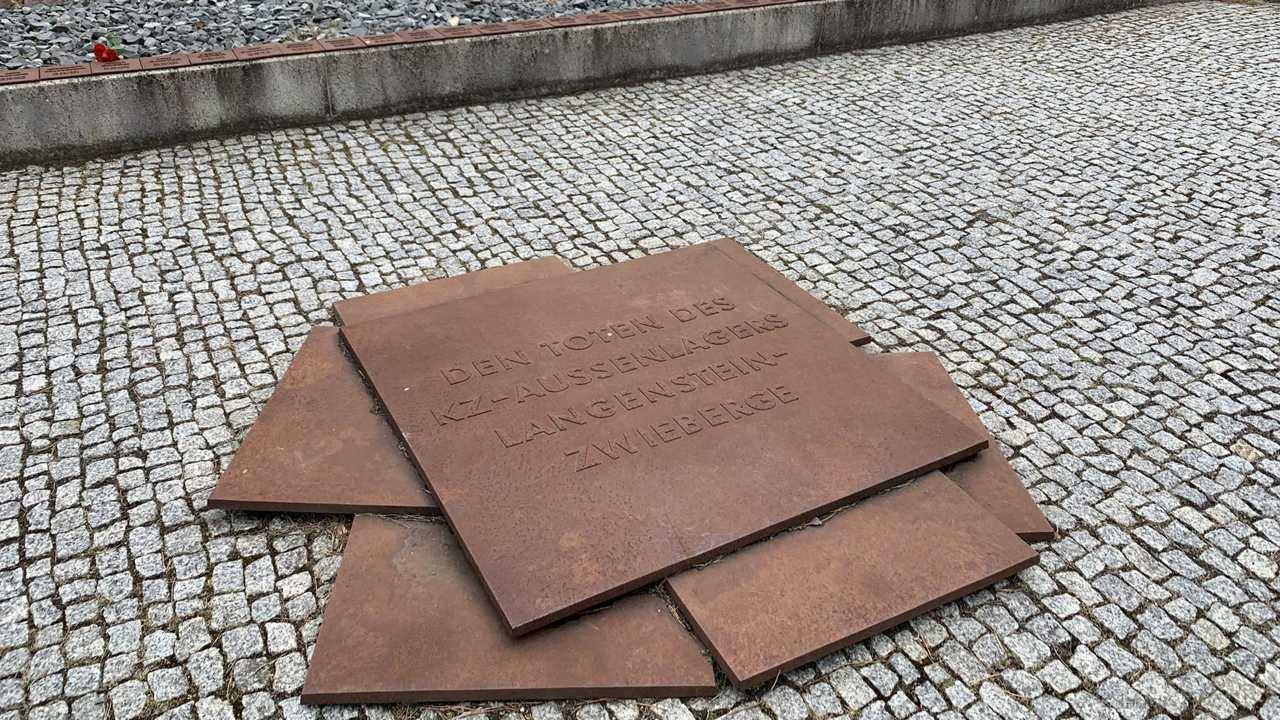 DEN TOTEN DES
KZ-AUSSENLAGERS
LANGENSTEIN-
ZWIEBERGE